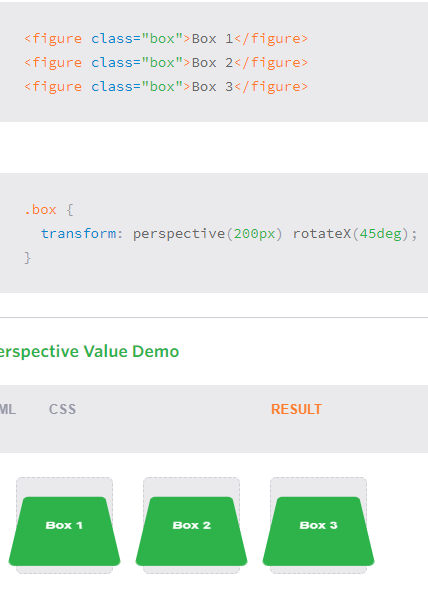 <figure class="box">Box 1</figure>
<figure class="box">Box 2</figure>
<figure class="box">Box 3</figure>
.box {
transform: perspective(200px) rotateX(45deg);
}
erspective Value Demo
ML CSS RESULT
Box 1 Box 2 Box 3